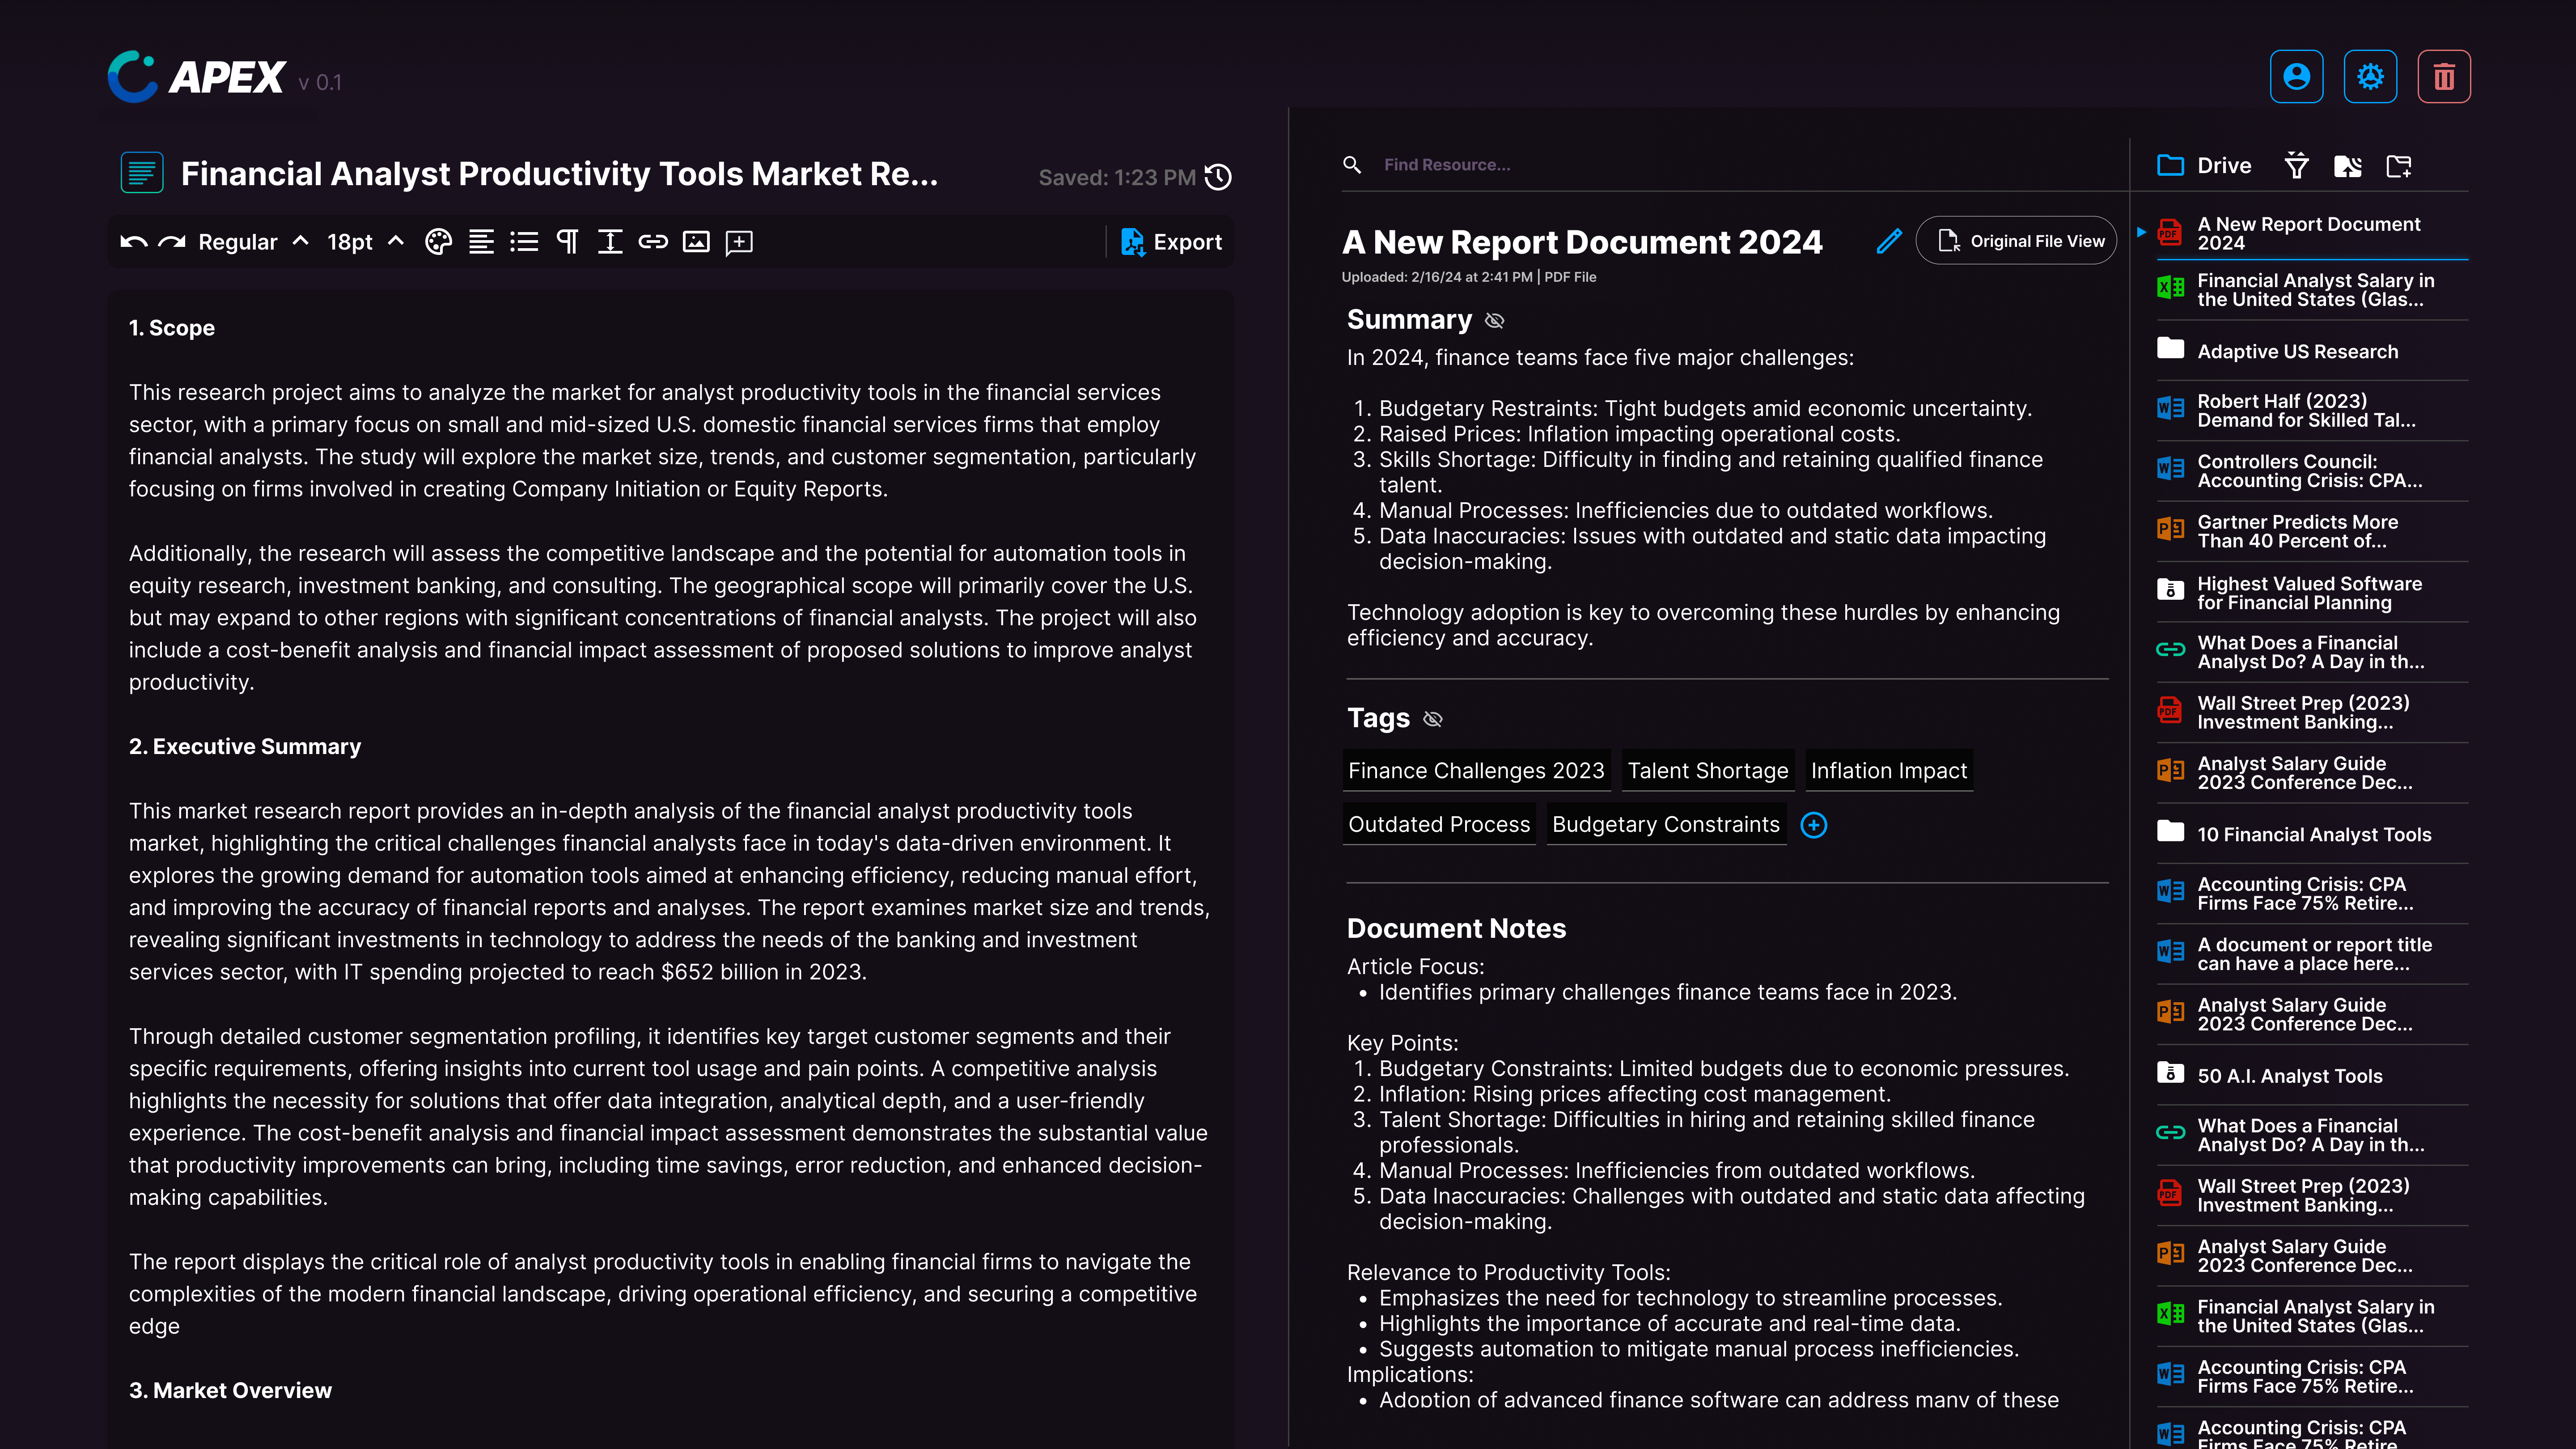 APEX v 0.1
Financial Analyst Productivity Tools Market Re...
Saved: 1:23 PM
Regular
18pt
Export
1. Scope
This research project aims to analyze the market for analyst productivity tools in the financial services
sector, with a primary focus on small and mid-sized U.S. domestic financial services firms that employ
financial analysts. The study will explore the market size, trends, and customer segmentation, particularly
focusing on firms involved in creating Company Initiation or Equity Reports.
Additionally, the research will assess the competitive landscape and the potential for automation tools in
equity research, investment banking, and consulting. The geographical scope will primarily cover the U.S.
but may expand to other regions with significant concentrations of financial analysts. The project will also
include a cost-benefit analysis and financial impact assessment of proposed solutions to improve analyst
productivity.
2. Executive Summary
This market research report provides an in-depth analysis of the financial analyst productivity tools
market, highlighting the critical challenges financial analysts face in today's data-driven environment. It
explores the growing demand for automation tools aimed at enhancing efficiency, reducing manual effort,
and improving the accuracy of financial reports and analyses. The report examines market size and trends,
revealing significant investments in technology to address the needs of the banking and investment
services sector, with IT spending projected to reach $652 billion in 2023.
Through detailed customer segmentation profiling, it identifies key target customer segments and their
specific requirements, offering insights into current tool usage and pain points. A competitive analysis
highlights the necessity for solutions that offer data integration, analytical depth, and a user-friendly
experience. The cost-benefit analysis and financial impact assessment demonstrates the substantial value
that productivity improvements can bring, including time savings, error reduction, and enhanced decision-
making capabilities.
The report displays the critical role of analyst productivity tools in enabling financial firms to navigate the
complexities of the modern financial landscape, driving operational efficiency, and securing a competitive
edge
3. Market Overview
Find Resource...
A New Report Document 2024
Original File View
Uploaded: 2/16/24 at 2:41 PM | PDF File
Summary
In 2024, finance teams face five major challenges:
1. Budgetary Restraints: Tight budgets amid economic uncertainty.
2. Raised Prices: Inflation impacting operational costs.
3. Skills Shortage: Difficulty in finding and retaining qualified finance
talent.
4. Manual Processes: Inefficiencies due to outdated workflows.
5. Data Inaccuracies: Issues with outdated and static data impacting
decision-making.
Technology adoption is key to overcoming these hurdles by enhancing
efficiency and accuracy.
Tags
Finance Challenges 2023
Talent Shortage
Inflation Impact
Outdated Process
Budgetary Constraints
Document Notes
Article Focus:
• Identifies primary challenges finance teams face in 2023.
Key Points:
1. Budgetary Constraints: Limited budgets due to economic pressures.
2. Inflation: Rising prices affecting cost management.
3. Talent Shortage: Difficulties in hiring and retaining skilled finance
professionals.
4. Manual Processes: Inefficiencies from outdated workflows.
5. Data Inaccuracies: Challenges with outdated and static data affecting
decision-making.
Relevance to Productivity Tools:
• Emphasizes the need for technology to streamline processes.
• Highlights the importance of accurate and real-time data.
• Suggests automation to mitigate manual process inefficiencies.
Implications:
• Adoption of advanced finance software can address many of these
Drive
PDF
A New Report Document
2024
Financial Analyst Salary in
the United States (Glas...
Adaptive US Research
Robert Half (2023)
Demand for Skilled Tal...
Controllers Council:
Accounting Crisis: CPA...
Gartner Predicts More
Than 40 Percent of...
Highest Valued Software
for Financial Planning
What Does a Financial
Analyst Do? A Day in th...
PDF
Wall Street Prep (2023)
Investment Banking...
Analyst Salary Guide
2023 Conference Dec...
10 Financial Analyst Tools
Accounting Crisis: CPA
Firms Face 75% Retire...
A document or report title
can have a place here...
Analyst Salary Guide
2023 Conference Dec...
50 A.I. Analyst Tools
What Does a Financial
Analyst Do? A Day in th...
PDF
Wall Street Prep (2023)
Investment Banking...
Analyst Salary Guide
2023 Conference Dec...
Financial Analyst Salary in
the United States (Glas...
Accounting Crisis: CPA
Firms Face 75% Retire...
Accounting Crisis: CPA
Firms Face 75% Retire